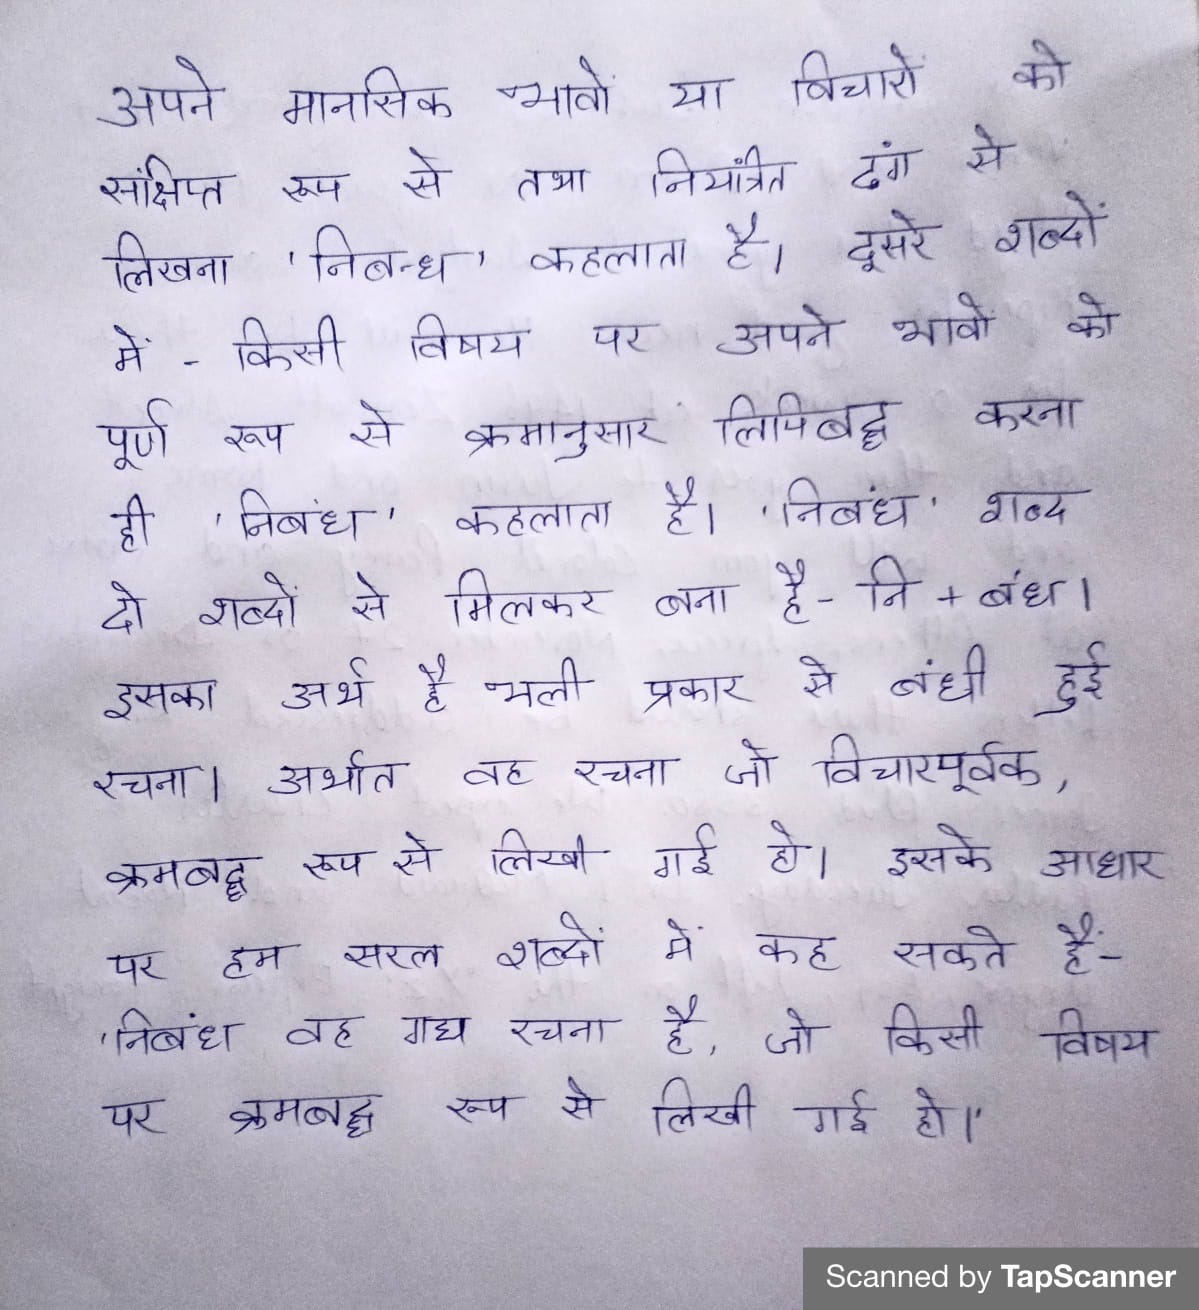 अपने मानसिक भावों या विचारों को
संक्षिप्त रूप से तथा नियंत्रित ढंग से
लिखना 'निबन्ध' कहलाता है। दूसरे शब्दों
में - किसी विषय पर अपने भावों को
पूर्ण रूप से क्रमानुसार लिपिबद्ध करना
ही 'निबंध' कहलाता है। 'निबंध' शब्द
दो शब्दों से मिलकर बना है - नि + बंध।
इसका अर्थ है भली प्रकार से बंधी हुई
रचना। अर्थात वह रचना जो विचारपूर्वक,
क्रमबद्ध रूप से लिखी गई हो। इसके आधार
पर हम सरल शब्दों में कह सकते हैं-
'निबंध वह गद्य रचना है, जो किसी विषय
पर क्रमबद्ध रूप से लिखी गई हो।'
Scanned by TapScanner